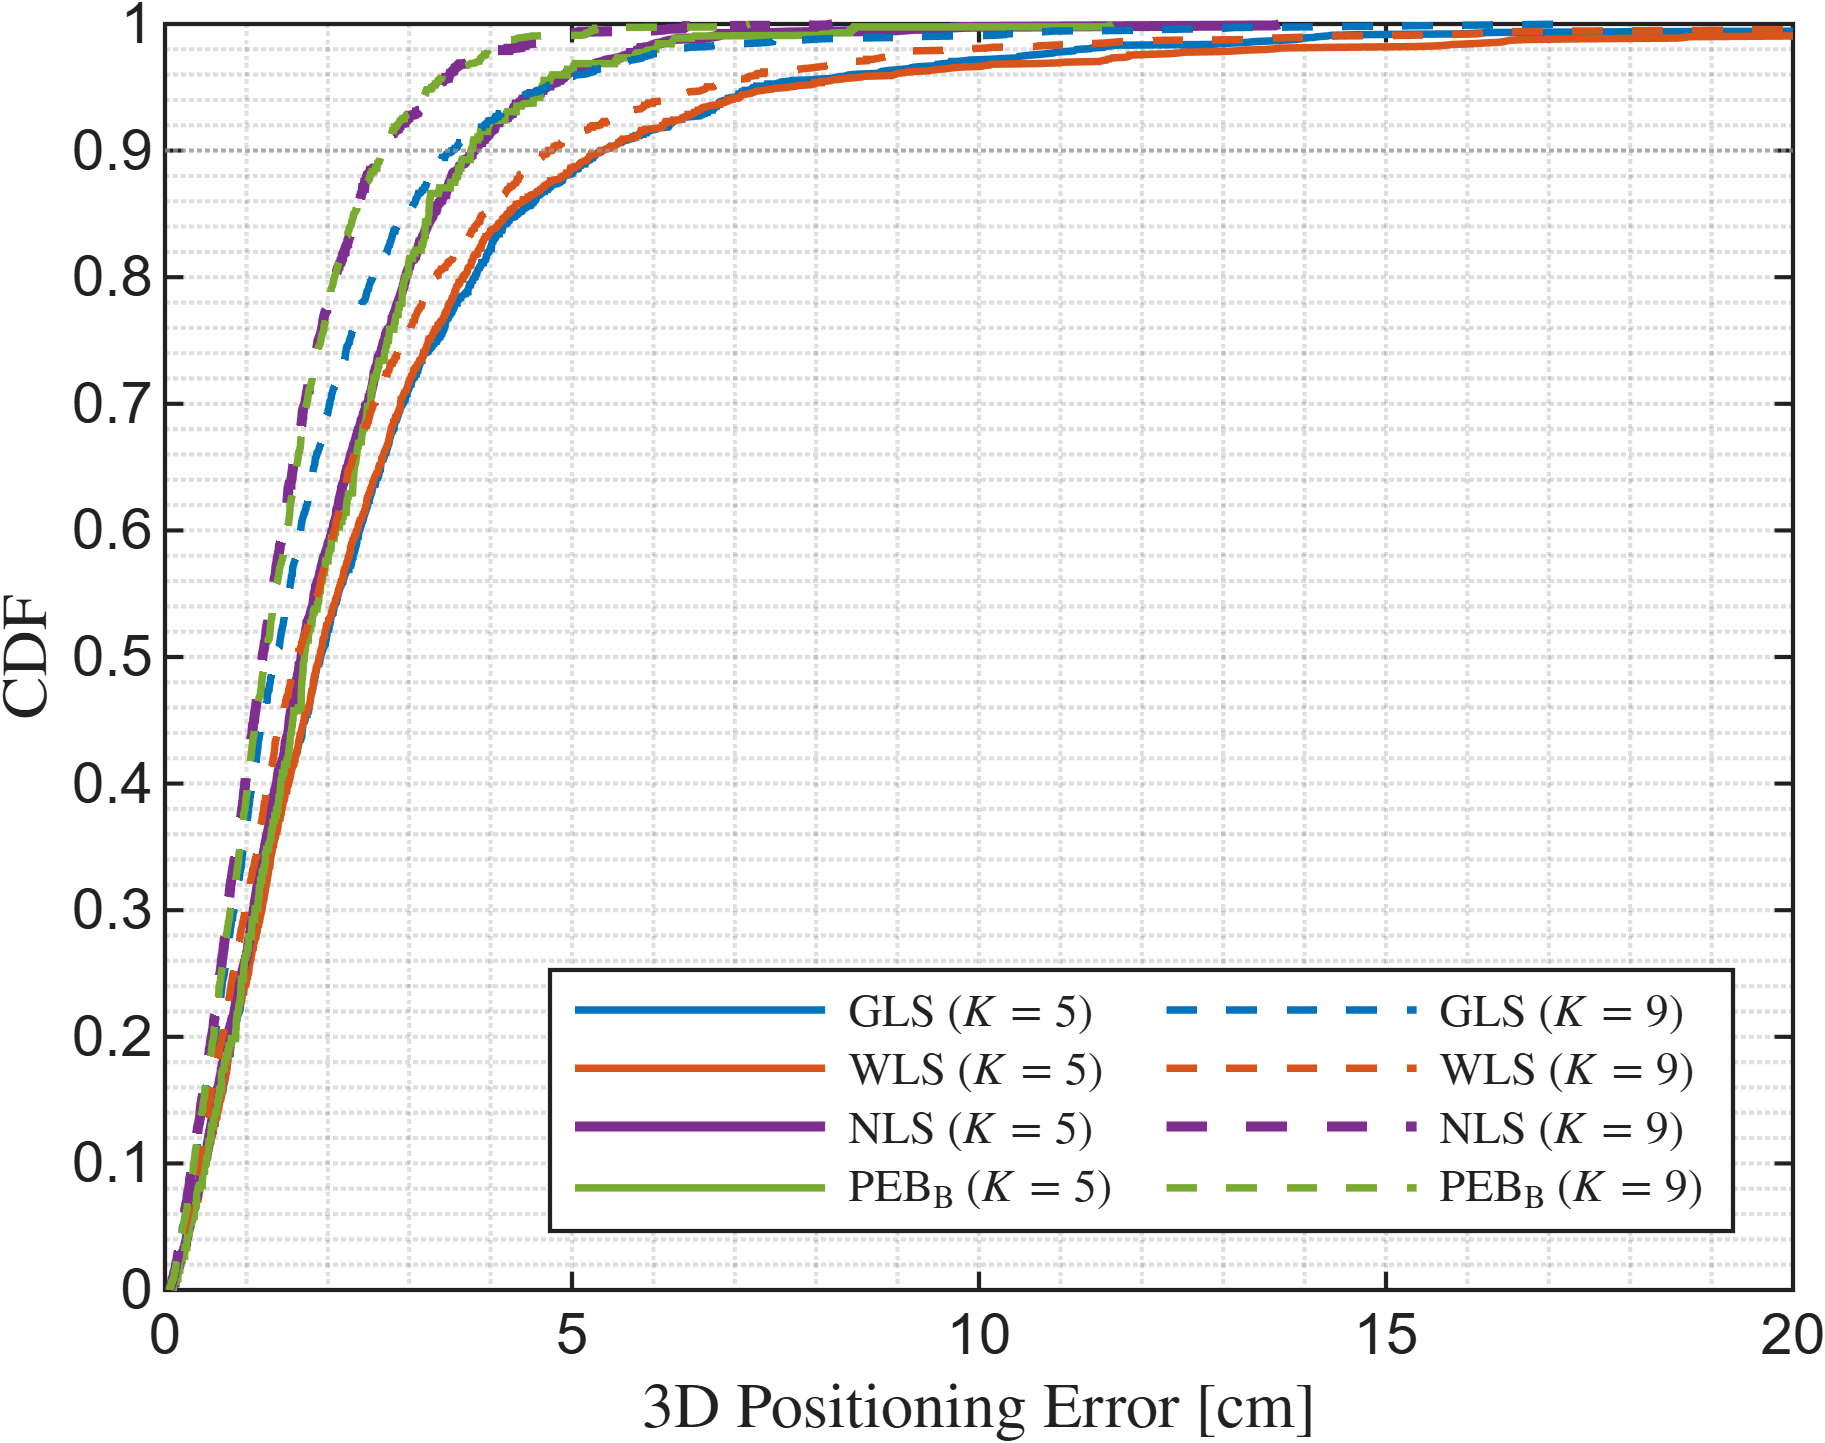 1
0.9
0.8
0.7
0.6
0.5
0.4
0.3
0.2
0.1
0
CDF
GLS (K = 5)
GLS (K = 9)
WLS (K = 5)
WLS (K = 9)
NLS (K = 5)
NLS (K = 9)
PEB_B (K = 5)
PEB_B (K = 9)
0 5 10 15 20
3D Positioning Error [cm]